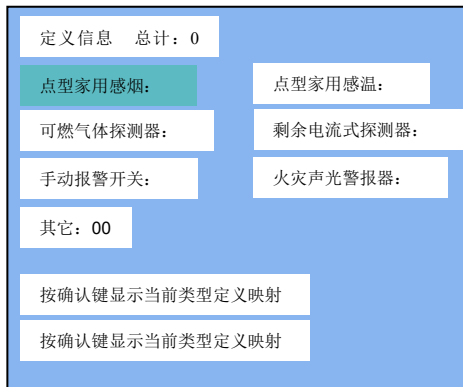 定义信息 总计：0
点型家用感烟： 点型家用感温：
可燃气体探测器： 剩余电流式探测器：
手动报警开关： 火灾声光警报器：
其它：00
按确认键显示当前类型定义映射
按确认键显示当前类型定义映射